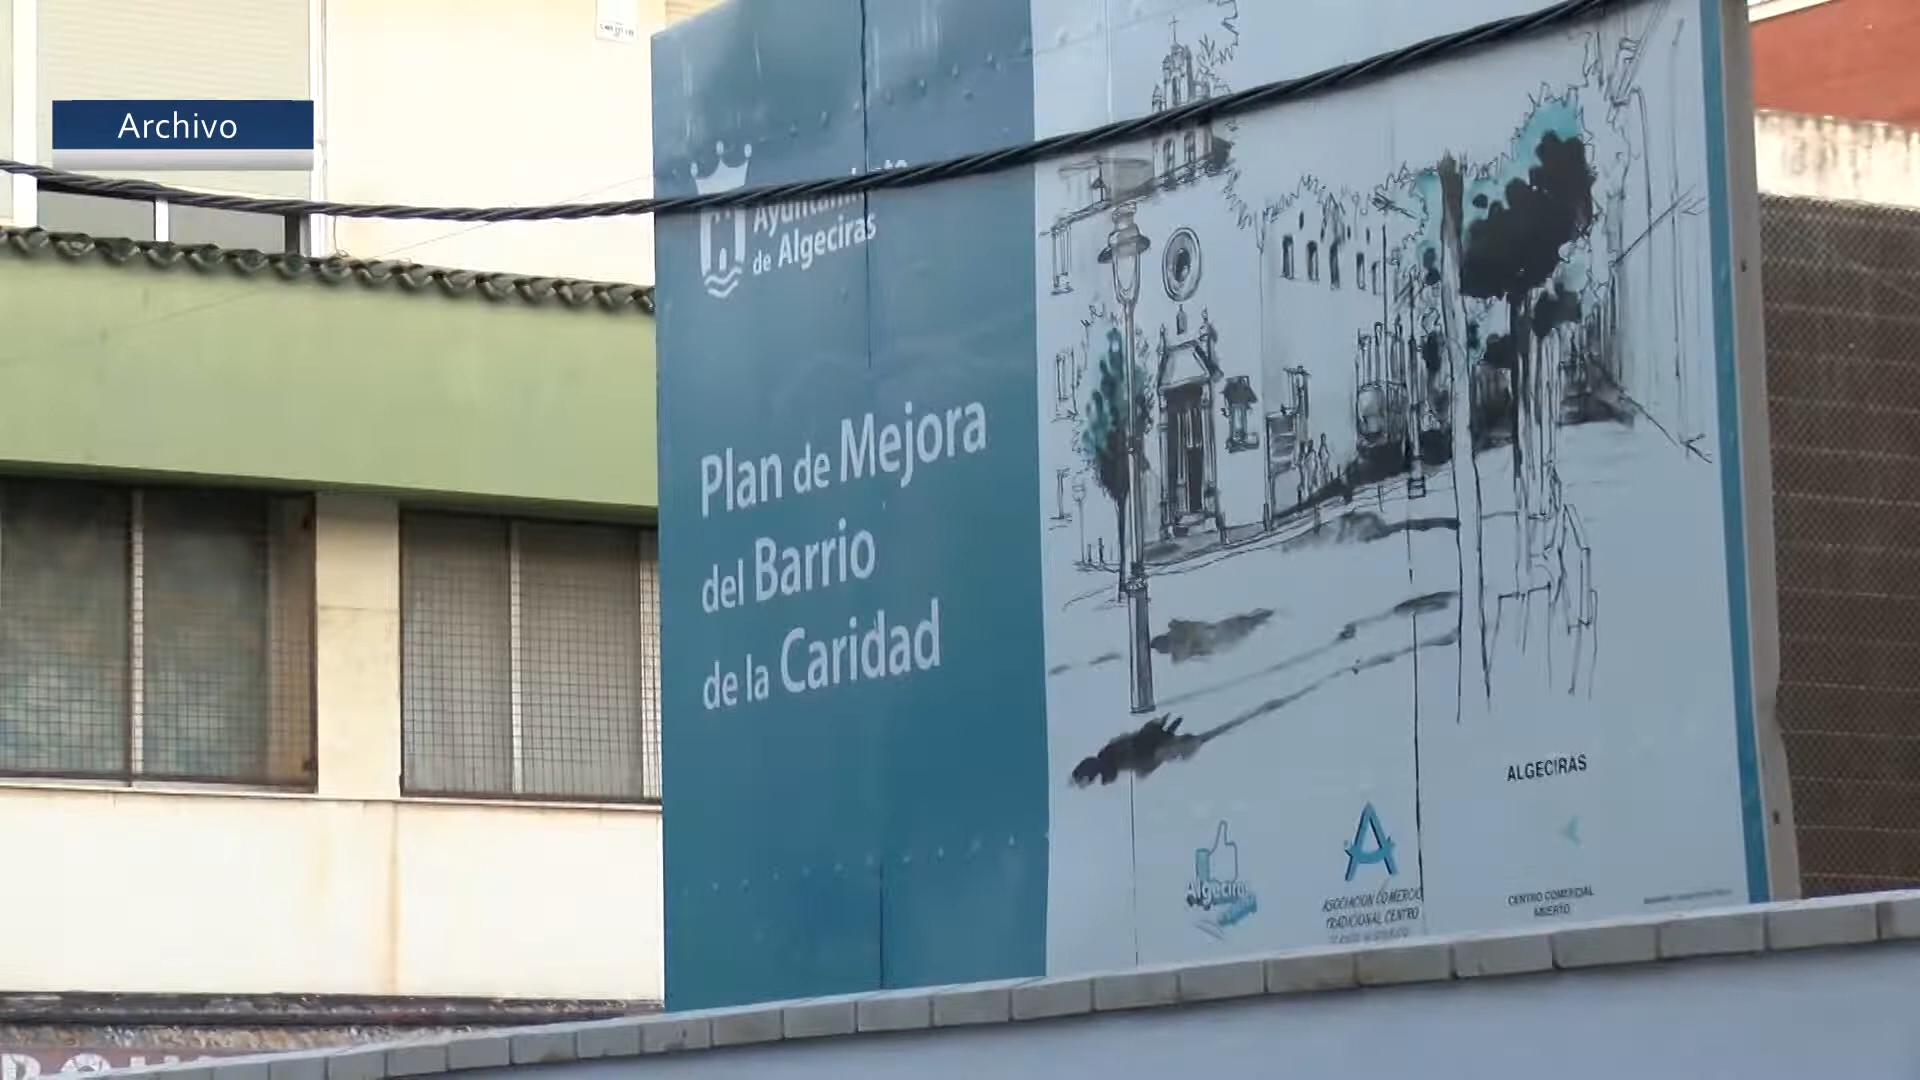 Archivo
Ayuntamiento
de Algeciras
Plan de Mejora
del Barrio
de la Caridad
ALGECIRAS
Algeciras
ASOCIACION COMERCIO
TRADICIONAL CENTRO
CENTRO COMERCIAL
ABIERTO